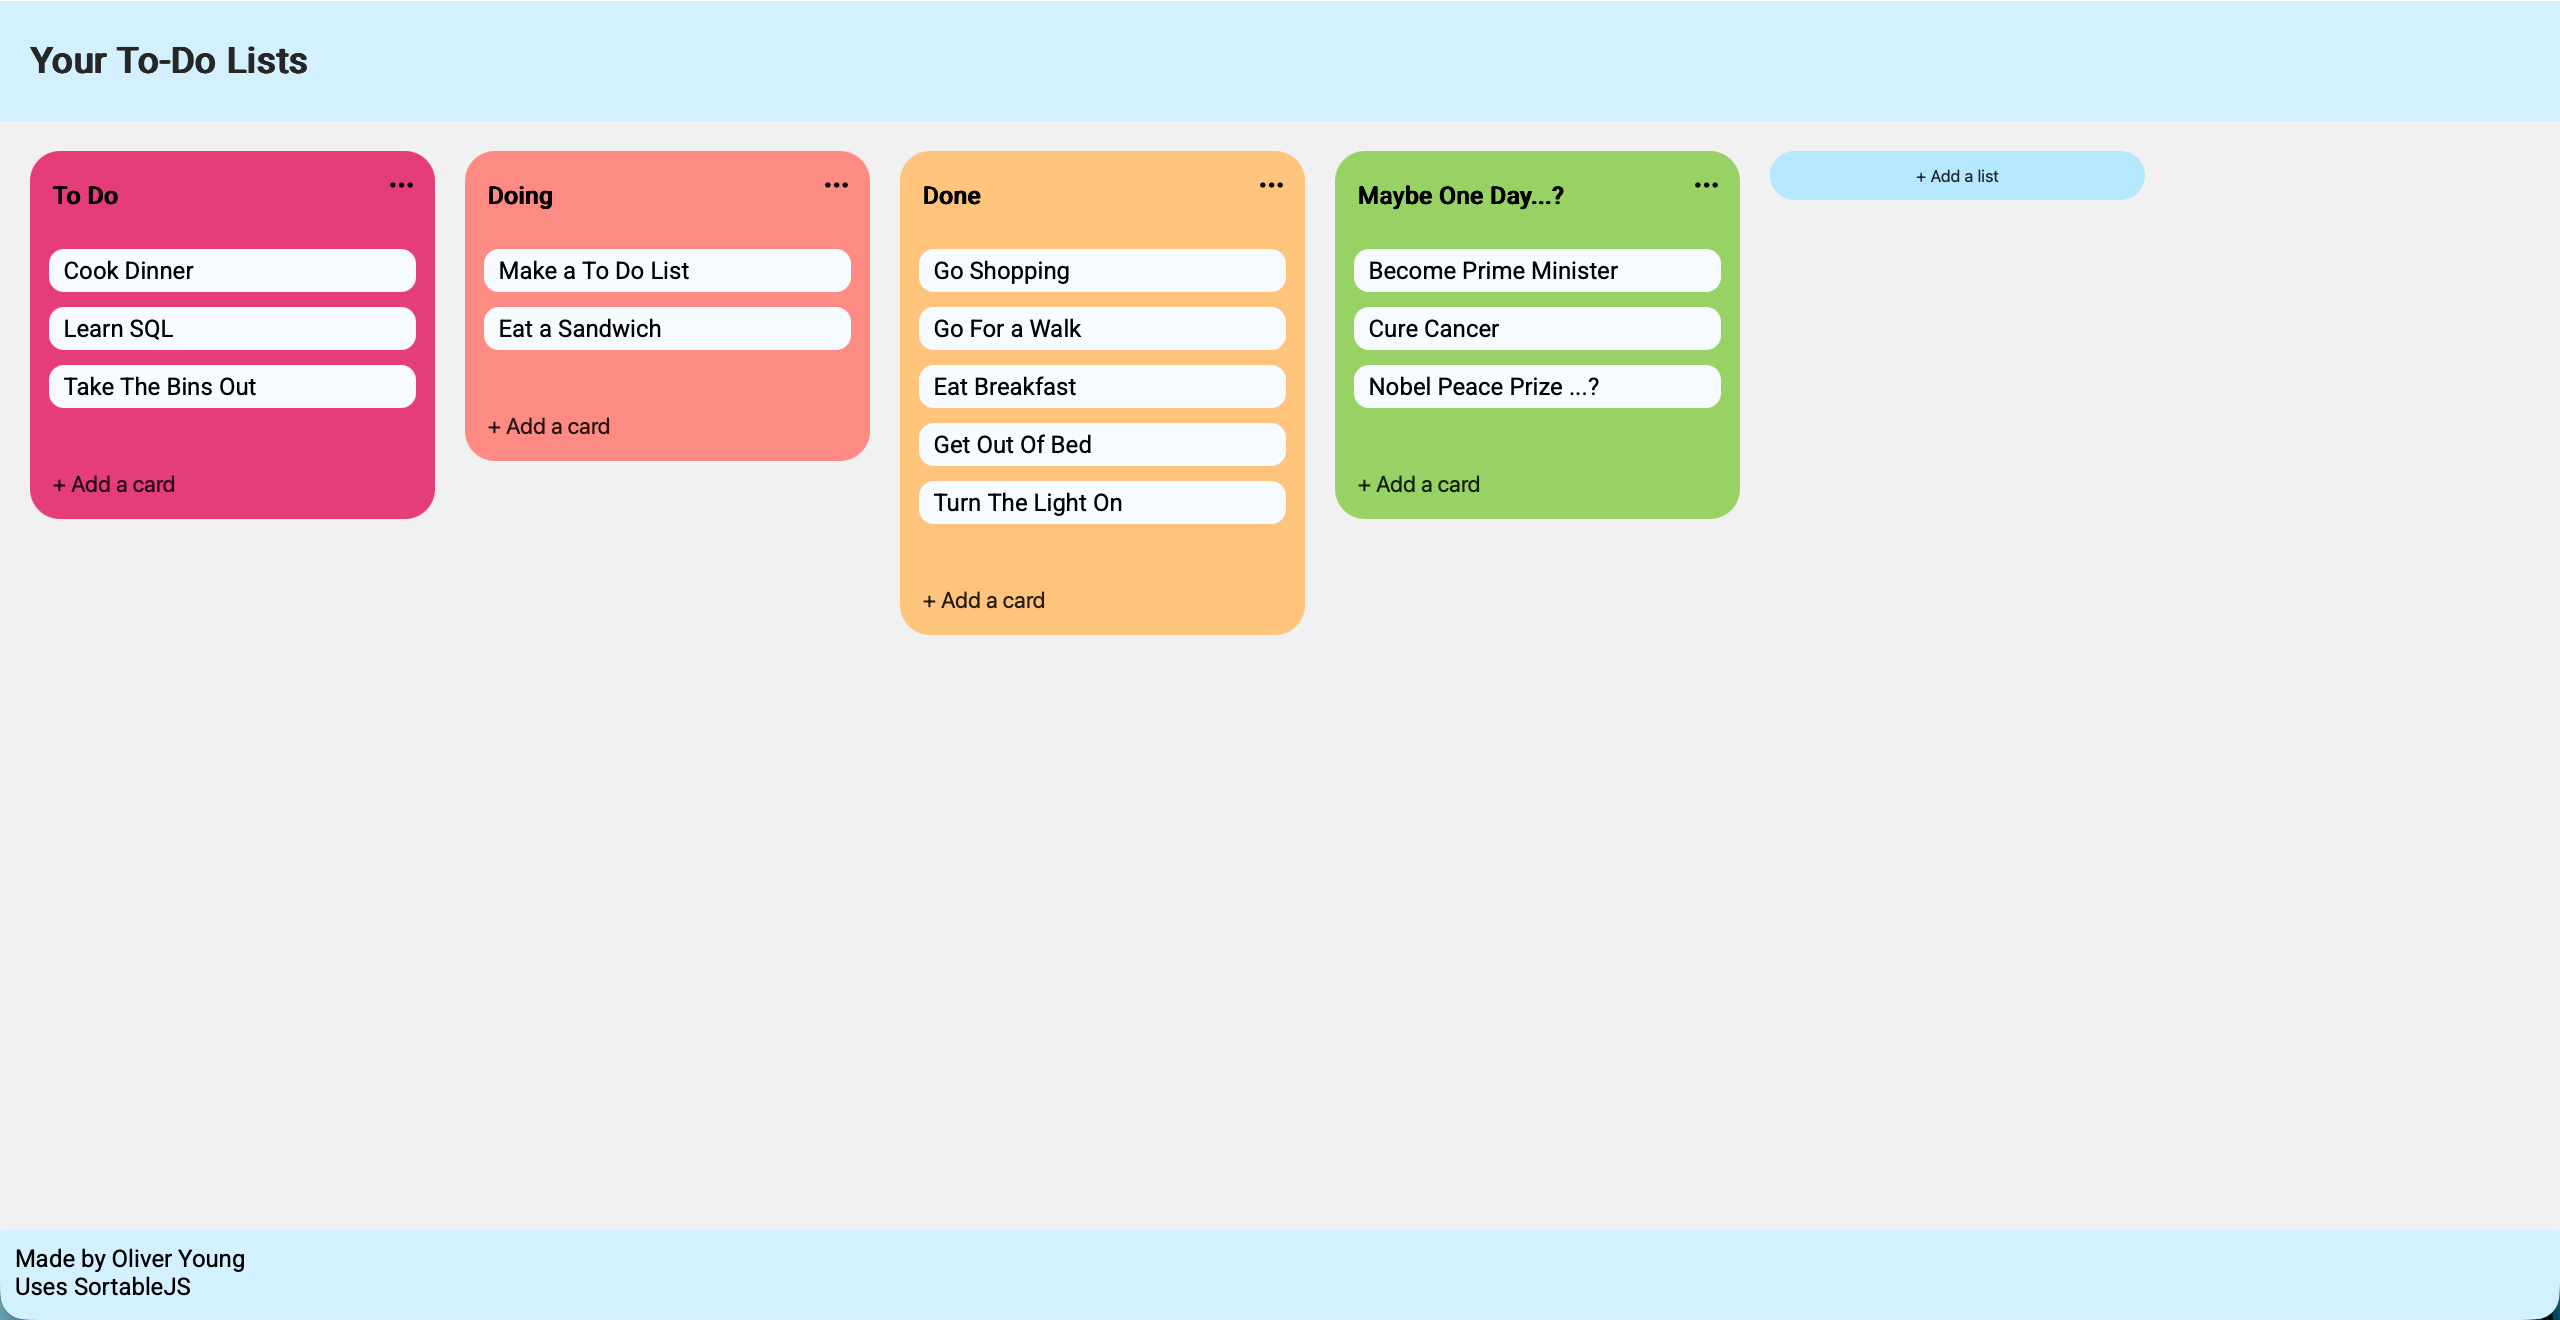 Your To-Do Lists
To Do
Cook Dinner
Learn SQL
Take The Bins Out
+ Add a card
Doing
Make a To Do List
Eat a Sandwich
+ Add a card
Done
Go Shopping
Go For a Walk
Eat Breakfast
Get Out Of Bed
Turn The Light On
+ Add a card
Maybe One Day...?
Become Prime Minister
Cure Cancer
Nobel Peace Prize ...?
+ Add a card
+ Add a list
Made by Oliver Young
Uses SortableJS